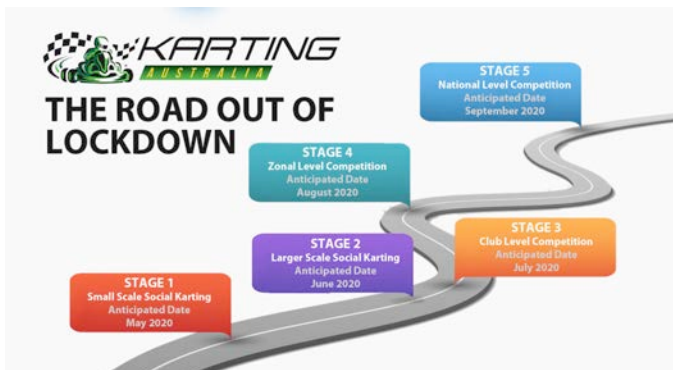 KARTING
AUSTRALIA
THE ROAD OUT OF
LOCKDOWN
STAGE 5
National Level Competition
Anticipated Date
September 2020
STAGE 4
Zonal Level Competition
Anticipated Date
August 2020
STAGE 3
Club Level Competition
Anticipated Date
July 2020
STAGE 2
Larger Scale Social Karting
Anticipated Date
June 2020
STAGE 1
Small Scale Social Karting
Anticipated Date
May 2020